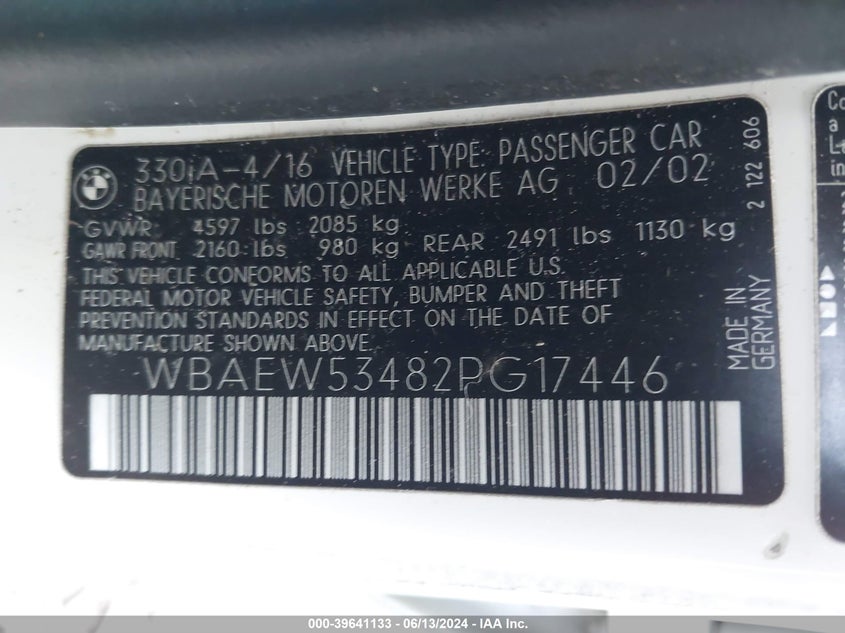 330iA-4/16 VEHICLE TYPE: PASSENGER CAR
BAYERISCHE MOTOREN WERKE AG 02/02
GVWR: 4597 lbs 2085 kg
GAWR FRONT 2160 lbs 980 kg REAR 2491 lbs 1130 kg
THIS VEHICLE CONFORMS TO ALL APPLICABLE U.S.
FEDERAL MOTOR VEHICLE SAFETY, BUMPER AND THEFT
PREVENTION STANDARDS IN EFFECT ON THE DATE OF
MANUFACTURE SHOWN ABOVE.
WBAEW53482PG17446
2 122 606
MADE IN
GERMANY
Co
a
000-39641133 - 06/13/2024 - IAA Inc.